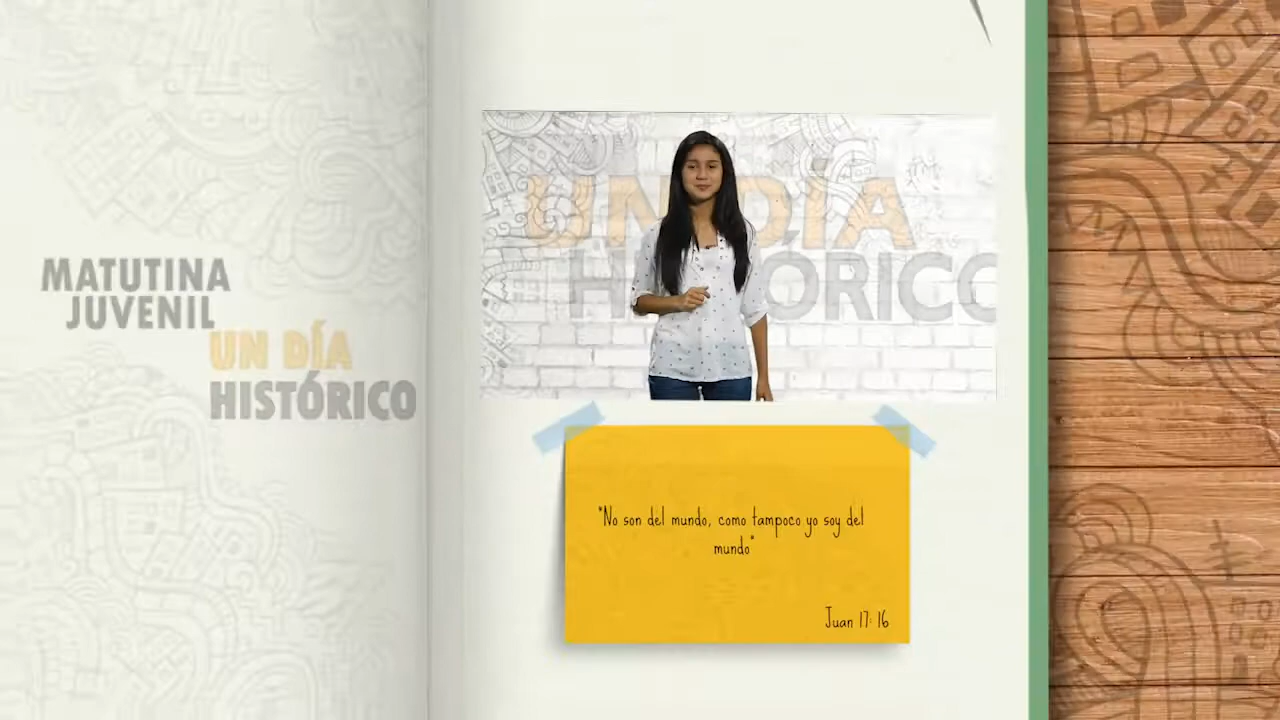 MATUTINA
JUVENIL
UN DÍA
HISTÓRICO
UN DÍA
HISTÓRICO
"No son del mundo, como tampoco yo soy del
mundo"
Juan 17: 16